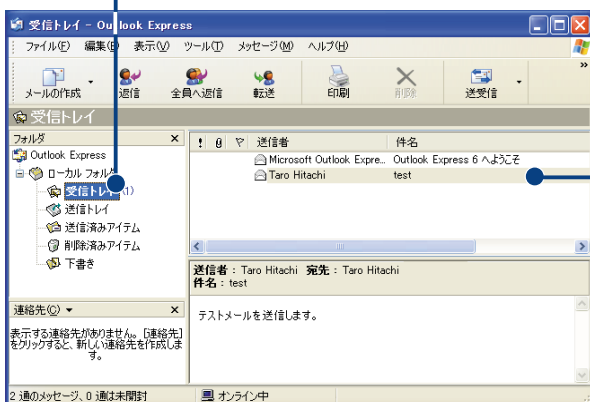 受信トレイ - Outlook Express
ファイル(F) 編集(E) 表示(V) ツール(T) メッセージ(M) ヘルプ(H)
メールの作成 返信 全員へ返信 転送 印刷 削除 送受信 »
受信トレイ
フォルダ ×
Outlook Express
ローカル フォルダ
受信トレイ (1)
送信トレイ
送信済みアイテム
削除済みアイテム
下書き
! 送信者 件名
Microsoft Outlook Expre... Outlook Express 6 へようこそ
Taro Hitachi test
送信者: Taro Hitachi 宛先: Taro Hitachi
件名: test
テストメールを送信します。
連絡先(C) ×
表示する連絡先がありません。[連絡先]
をクリックすると、新しい連絡先を作成しま
す。
2 通のメッセージ、0 通は未開封 オンライン中